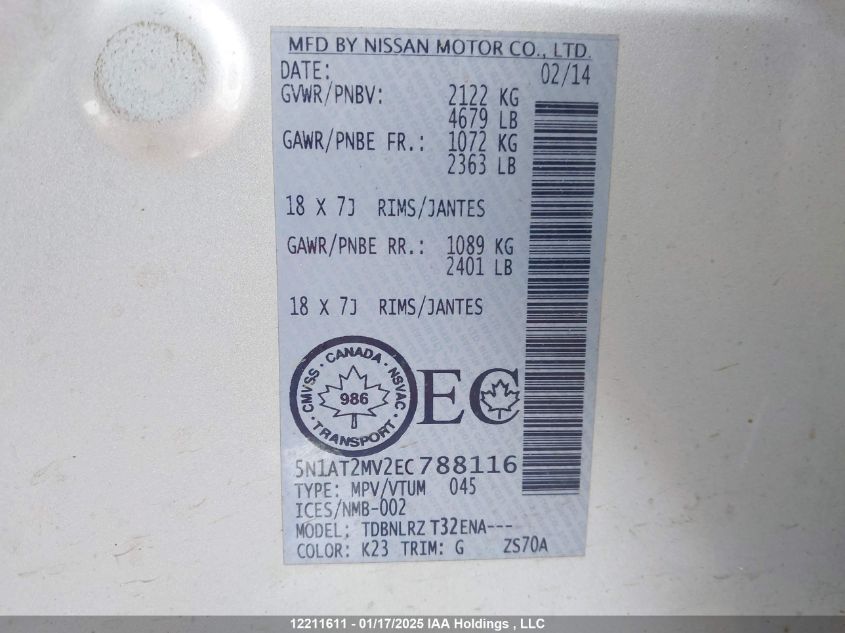 MFD BY NISSAN MOTOR CO., LTD.
DATE: 02/14
GVWR/PNBV: 2122 KG
4679 LB
GAWR/PNBE FR.: 1072 KG
2363 LB
18 X 7J RIMS/JANTES
GAWR/PNBE RR.: 1089 KG
2401 LB
18 X 7J RIMS/JANTES
CMVSS · CANADA · NSVAC · TRANSPORT ·
986
EC
5N1AT2MV2EC788116
TYPE: MPV/VTUM 045
ICES/NMB-002
MODEL: TDBNLRZ T32ENA---
COLOR: K23 TRIM: G ZS70A
12211611 - 01/17/2025 IAA Holdings , LLC